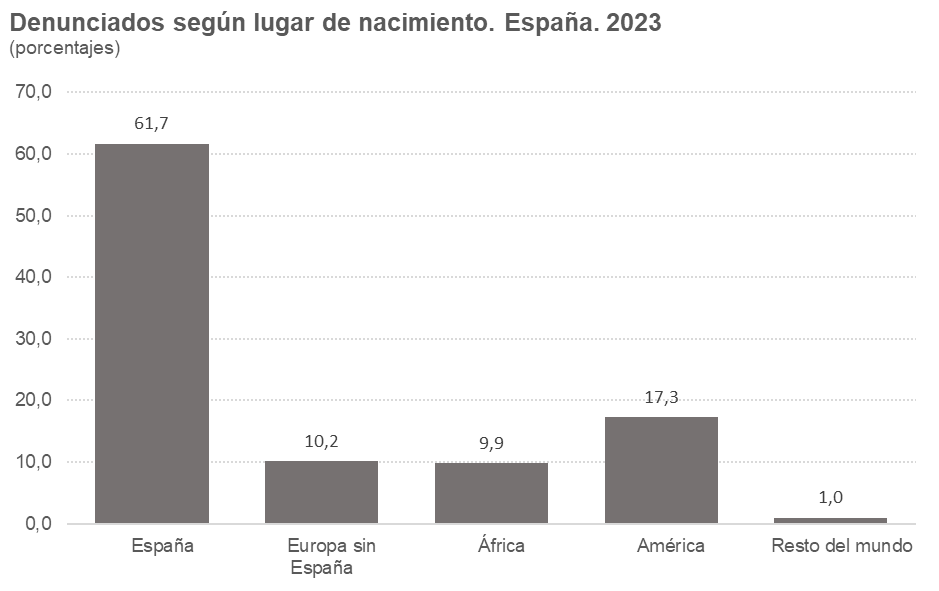 Denunciados según lugar de nacimiento. España. 2023
(porcentajes)
70,0
60,0
50,0
40,0
30,0
20,0
10,0
0,0
61,7
10,2
9,9
17,3
1,0
España
Europa sin
España
África
América
Resto del mundo